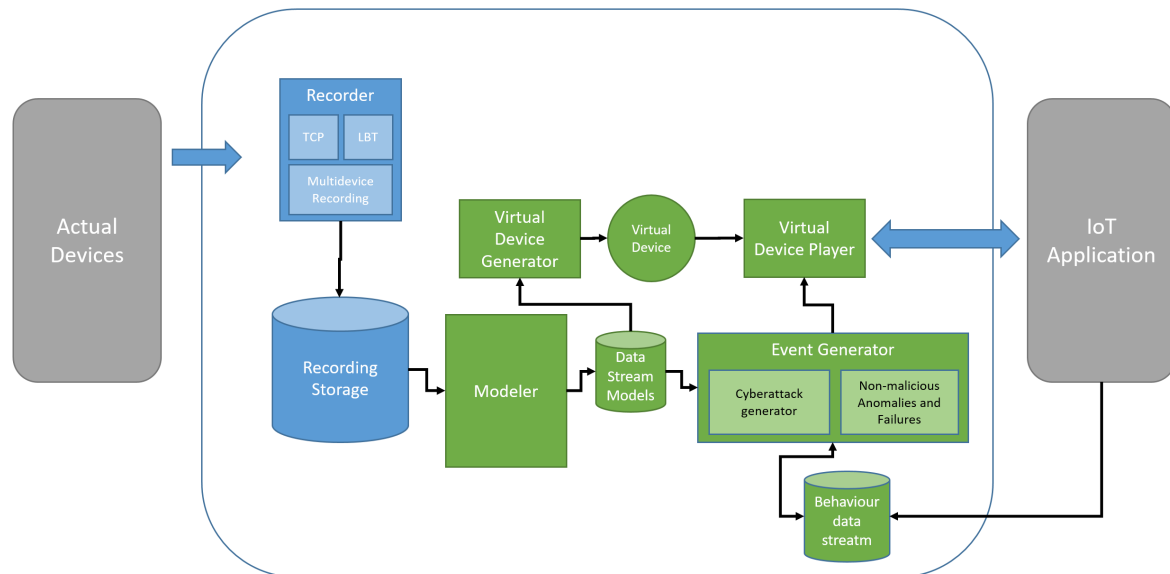 Recorder
TCP
LBT
Multidevice
Recording
Actual
Devices
Virtual
Device
Generator
Virtual
Device
Virtual
Device Player
IoT
Application
Recording
Storage
Modeler
Data
Stream
Models
Event Generator
Cyberattack
generator
Non-malicious
Anomalies and
Failures
Behaviour
data
streatm